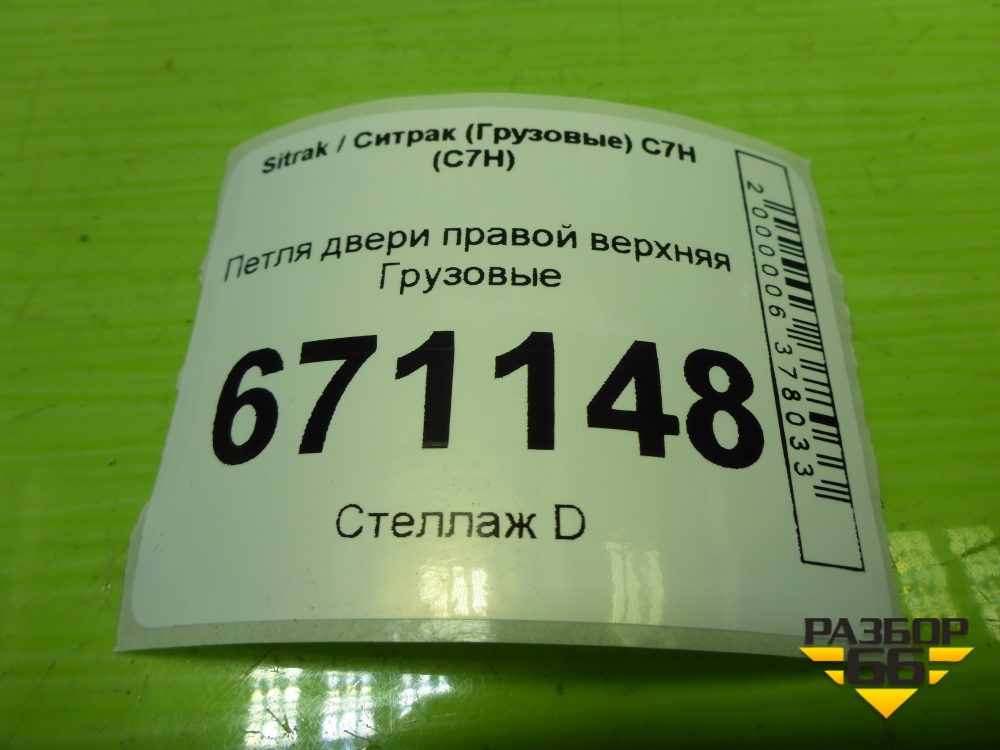 Sitrak / Ситрак (Грузовые) C7H
(C7H)
Петля двери правой верхняя
Грузовые
671148
Стеллаж D
2000006378033
РАЗБОР
66